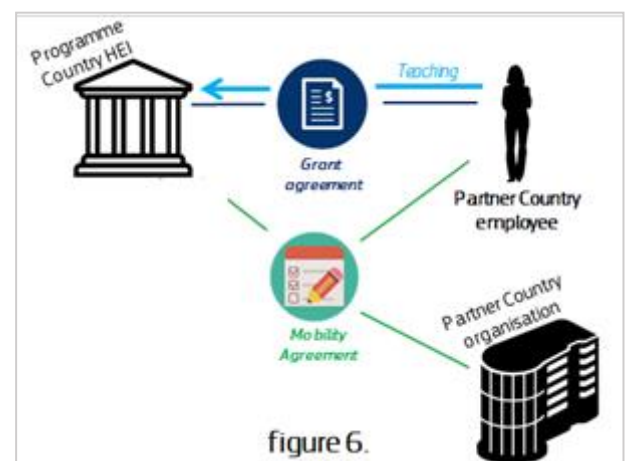 Programme
Country HEI
Teaching
$
Grant
agreement
Partner Country
employee
Mobility
Agreement
Partner Country
organisation
figure 6.